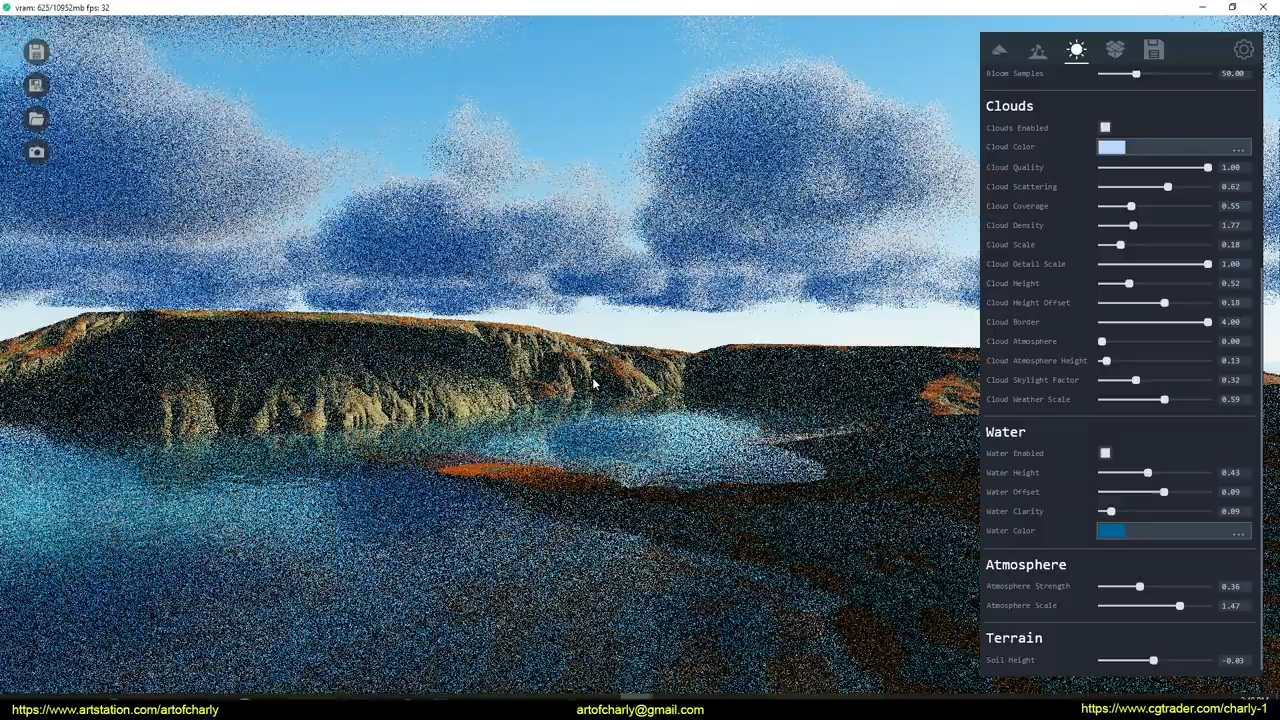 vram: 625/10952mb fps: 32
Bloom Samples 50.00
Clouds
Clouds Enabled
Cloud Color ...
Cloud Quality 1.00
Cloud Scattering 0.62
Cloud Coverage 0.55
Cloud Density 1.77
Cloud Scale 0.18
Cloud Detail Scale 1.00
Cloud Height 0.52
Cloud Height Offset 0.18
Cloud Border 4.00
Cloud Atmosphere 0.00
Cloud Atmosphere Height 0.13
Cloud Skylight Factor 0.32
Cloud Weather Scale 0.59
Water
Water Enabled
Water Height 0.43
Water Offset 0.09
Water Clarity 0.09
Water Color ...
Atmosphere
Atmosphere Strength 0.36
Atmosphere Scale 1.47
Terrain
Soil Height -0.03
https://www.artstation.com/artofcharly artofcharly@gmail.com https://www.cgtrader.com/charly-1